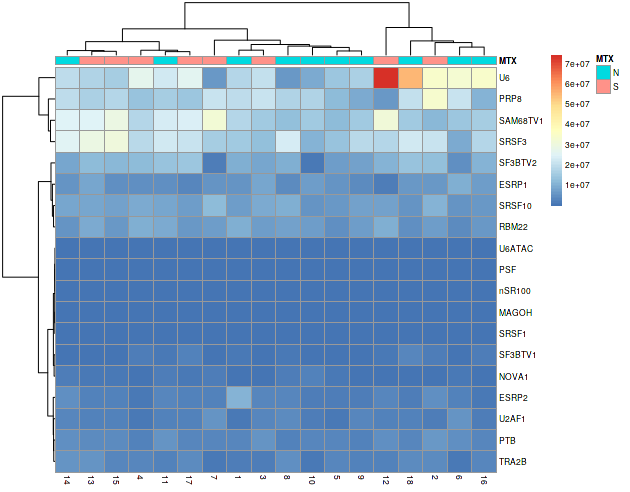 MTX
U6
PRP8
SAM68TV1
SRSF3
SF3BTV2
ESRP1
SRSF10
RBM22
U6ATAC
PSF
nSR100
MAGOH
SRSF1
SF3BTV1
NOVA1
ESRP2
U2AF1
PTB
TRA2B
14 13 15 4 11 17 7 1 3 8 10 5 9 12 18 2 6 16
7e+07
6e+07
5e+07
4e+07
3e+07
2e+07
1e+07
MTX
N
S